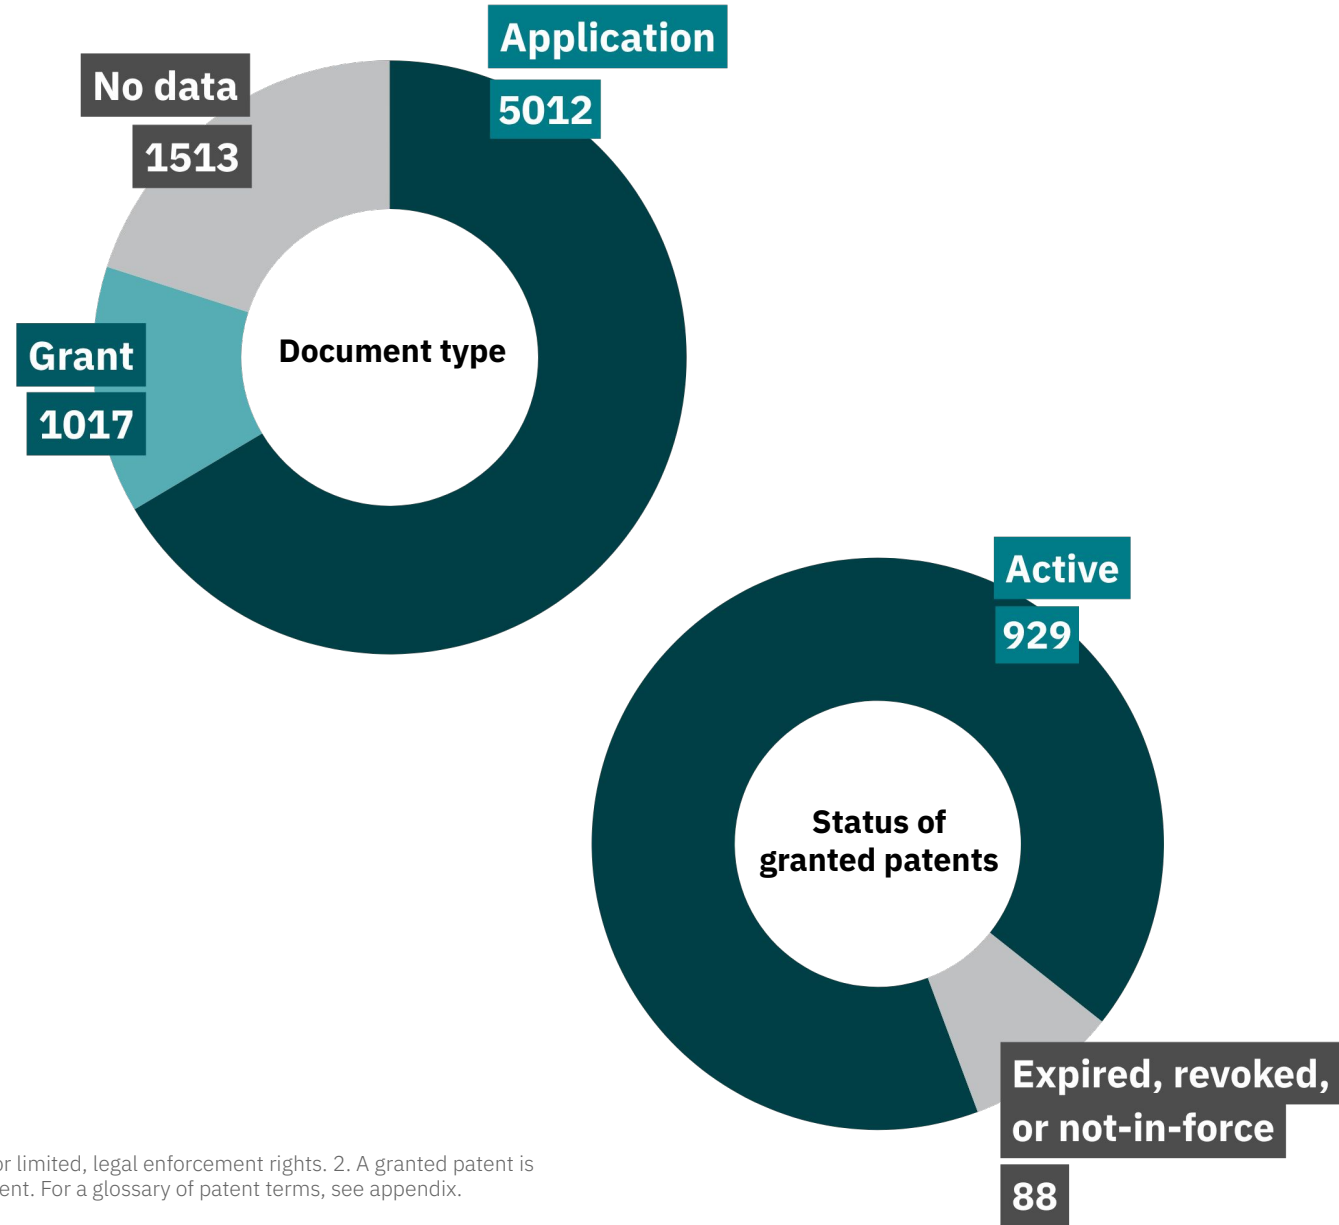 Application
5012
No data
1513
Grant
1017
Document type
Active
929
Status of
granted patents
Expired, revoked,
or not-in-force
88
limited, legal enforcement rights. 2. A granted patent is
For a glossary of patent terms, see appendix.